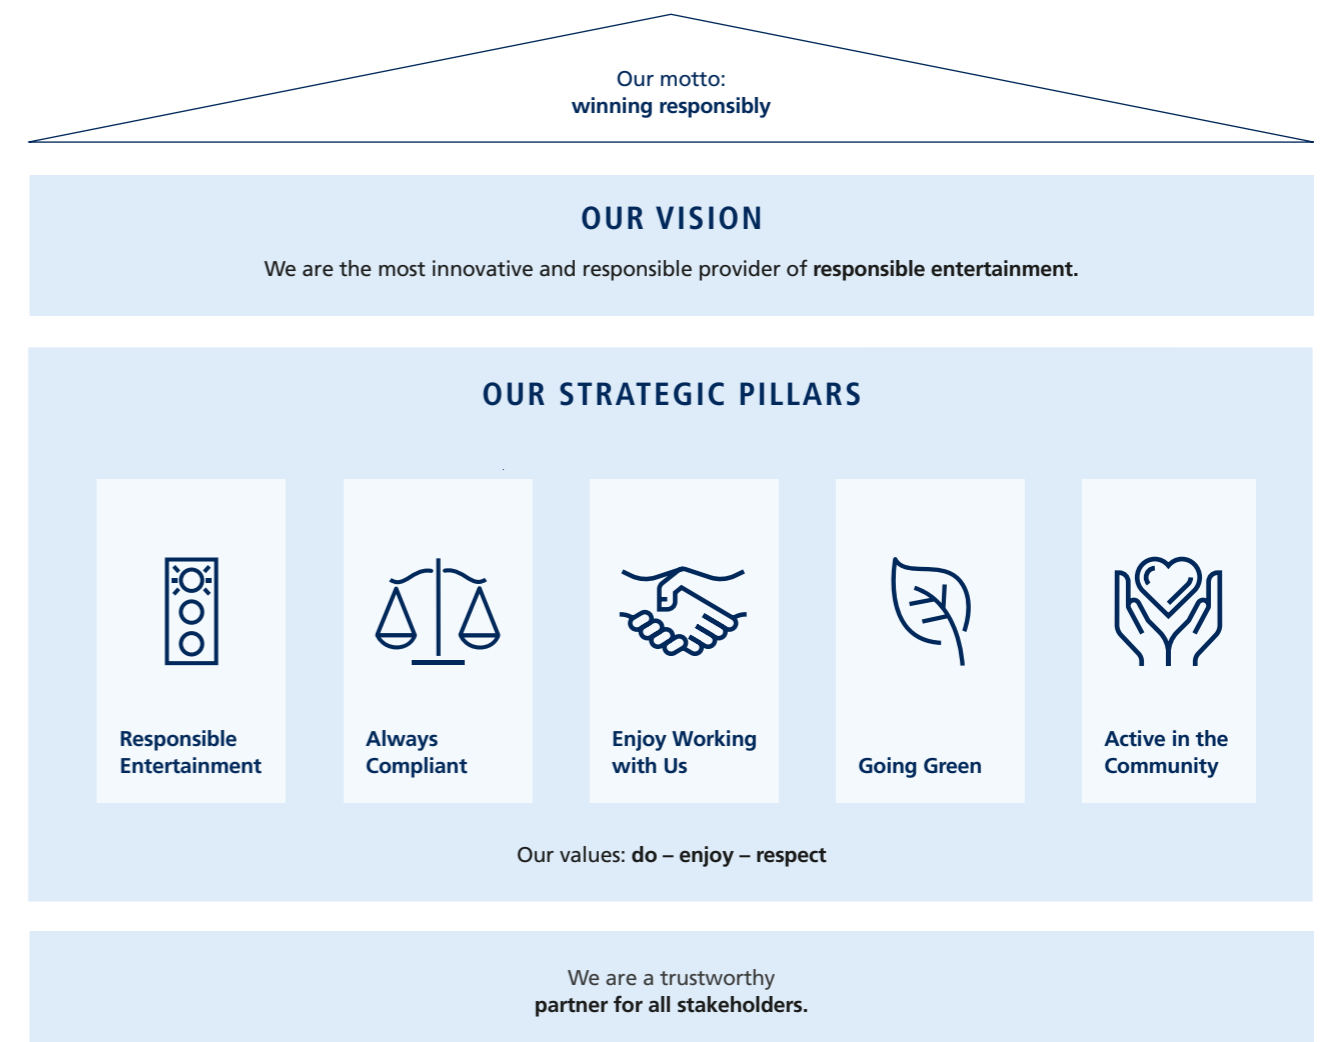 Our motto:
winning responsibly
OUR VISION
We are the most innovative and responsible provider of responsible entertainment.
OUR STRATEGIC PILLARS
Responsible
Entertainment
Always
Compliant
Enjoy Working
with Us
Going Green
Active in the
Community
Our values: do – enjoy – respect
We are a trustworthy
partner for all stakeholders.